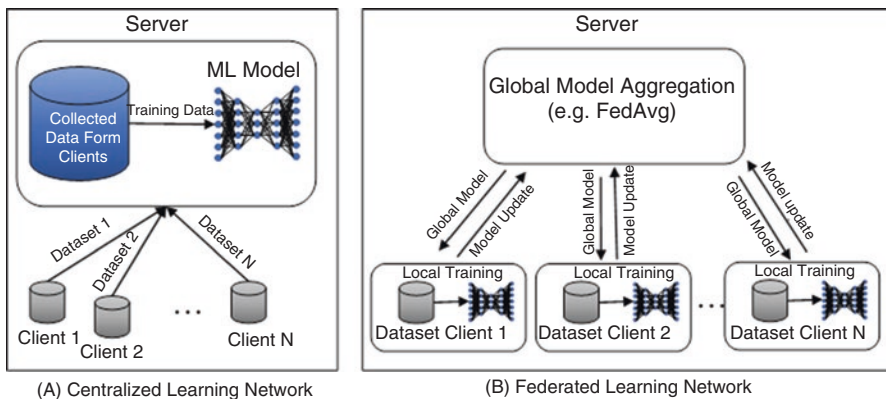 Server
ML Model
Collected
Data Form
Clients
Training Data
Dataset 1
Dataset 2
Dataset N
Client 1
Client 2
...
Client N
(A) Centralized Learning Network
Server
Global Model Aggregation
(e.g. FedAvg)
Global Model
Model Update
Global Model
Model Update
Model update
Global Model
Local Training
Dataset Client 1
Local Training
Dataset Client 2
...
Local Training
Dataset Client N
(B) Federated Learning Network